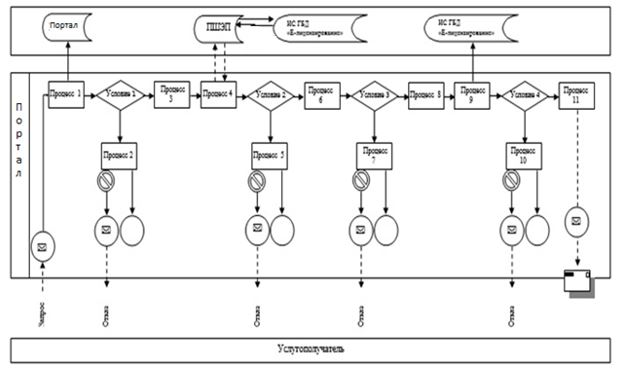 Портал
ПШЭП
ИС ГБД
«Е-лицензирование»
ИС ГБД
«Е-лицензирование»
Портал
Процесс 1
Условие 1
Процесс
3
Процесс 4
Условие 2
Процесс
6
Условие 3
Процесс 8
Процесс
9
Условие 4
Процесс
11
Процесс 2
Процесс 5
Процесс
7
Процесс
10
Запрос
Отказ
Отказ
Отказ
Отказ
Услугополучатель